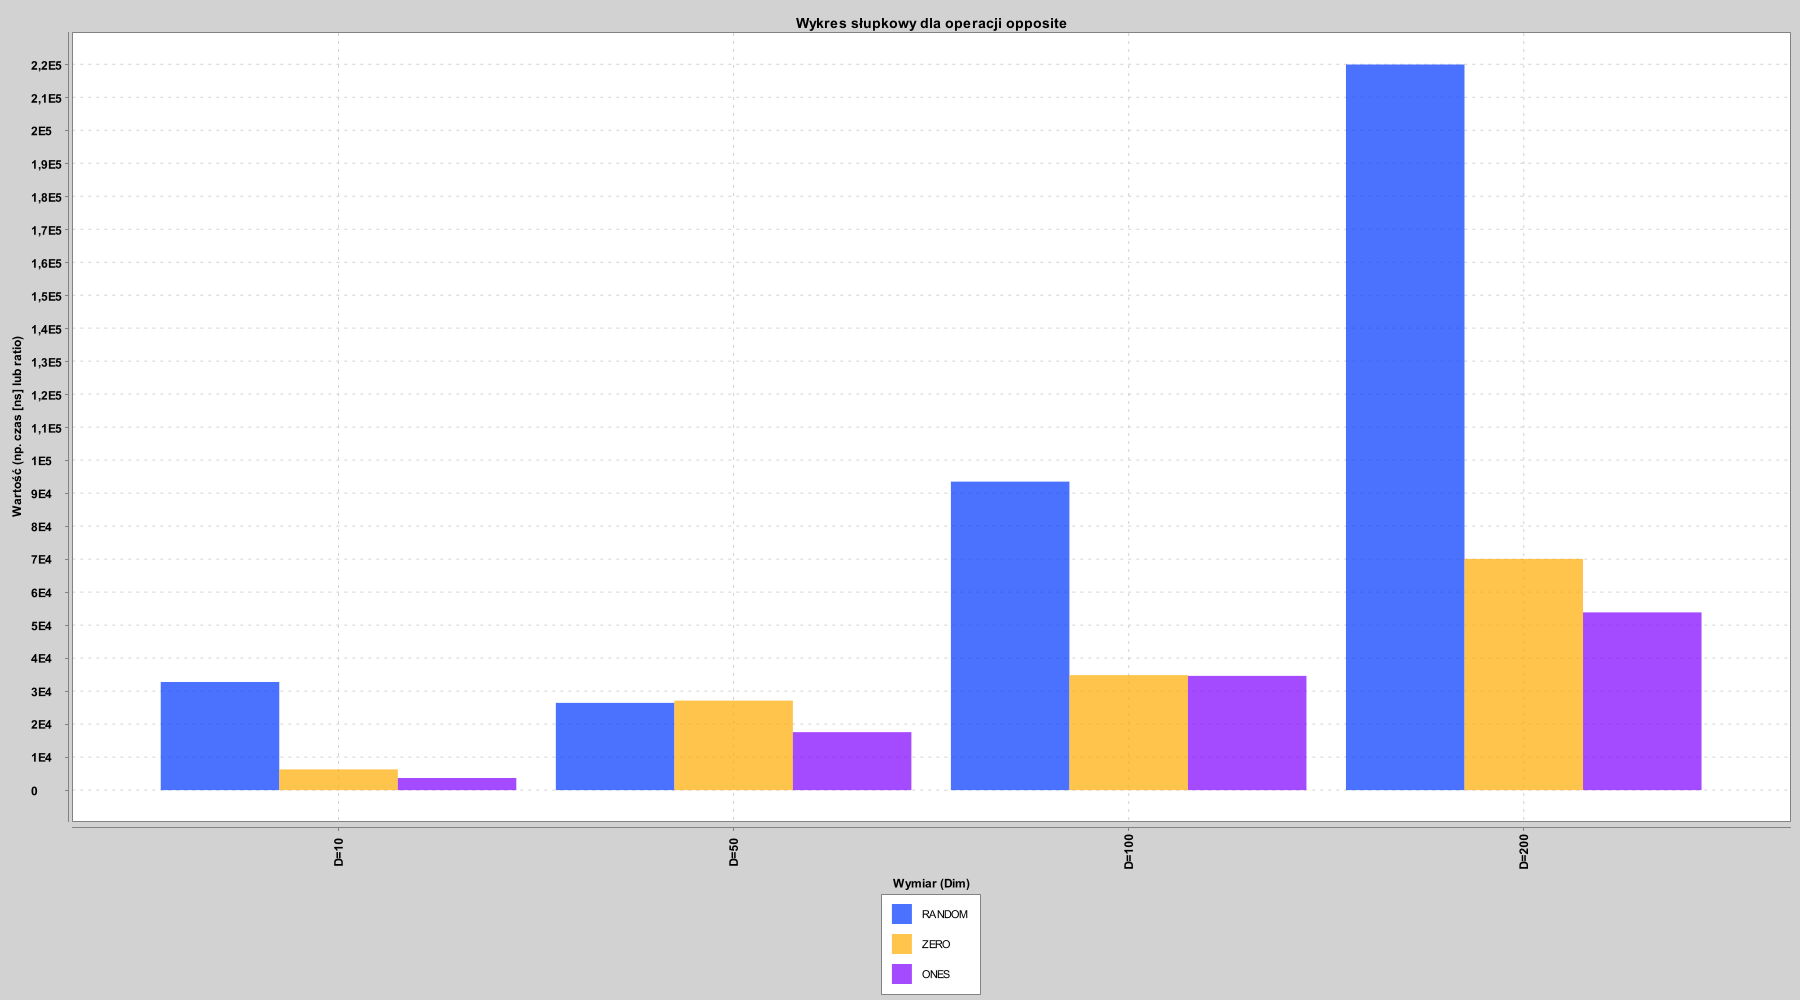 Wykres słupkowy dla operacji opposite
Wartość (np. czas [ns] lub ratio)
2,2E5
2,1E5
2E5
1,9E5
1,8E5
1,7E5
1,6E5
1,5E5
1,4E5
1,3E5
1,2E5
1,1E5
1E5
9E4
8E4
7E4
6E4
5E4
4E4
3E4
2E4
1E4
0
D=10
D=50
D=100
D=200
Wymiar (Dim)
RANDOM
ZERO
ONES